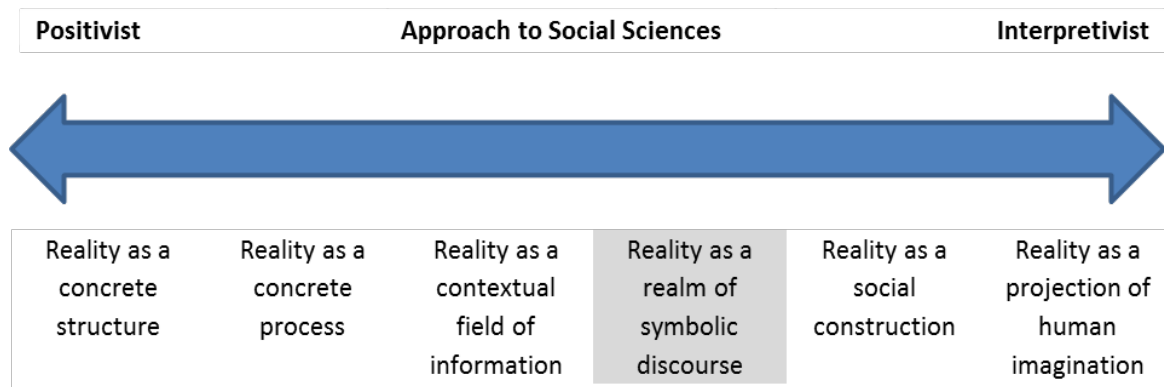 Positivist Approach to Social Sciences Interpretivist
Reality as a concrete structure
Reality as a concrete process
Reality as a contextual field of information
Reality as a realm of symbolic discourse
Reality as a social construction
Reality as a projection of human imagination